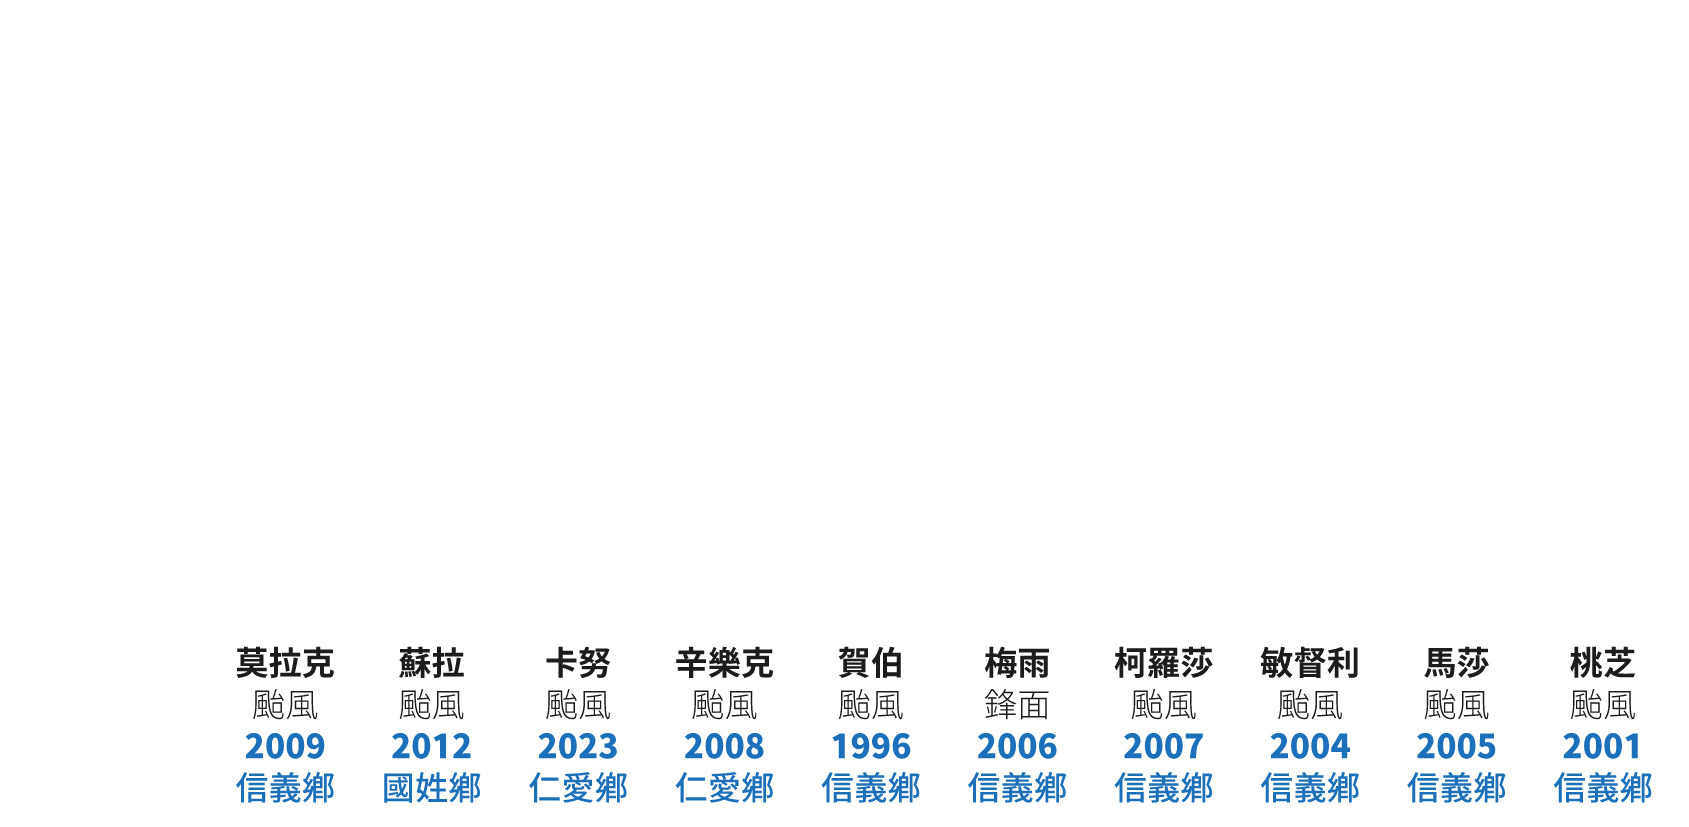 莫拉克 蘇拉 卡努 辛樂克 賀伯 梅雨 柯羅莎 敏督利 馬莎 桃芝
颱風 颱風 颱風 颱風 颱風 鋒面 颱風 颱風 颱風 颱風
2009 2012 2023 2008 1996 2006 2007 2004 2005 2001
信義鄉 國姓鄉 仁愛鄉 仁愛鄉 信義鄉 信義鄉 信義鄉 信義鄉 信義鄉 信義鄉